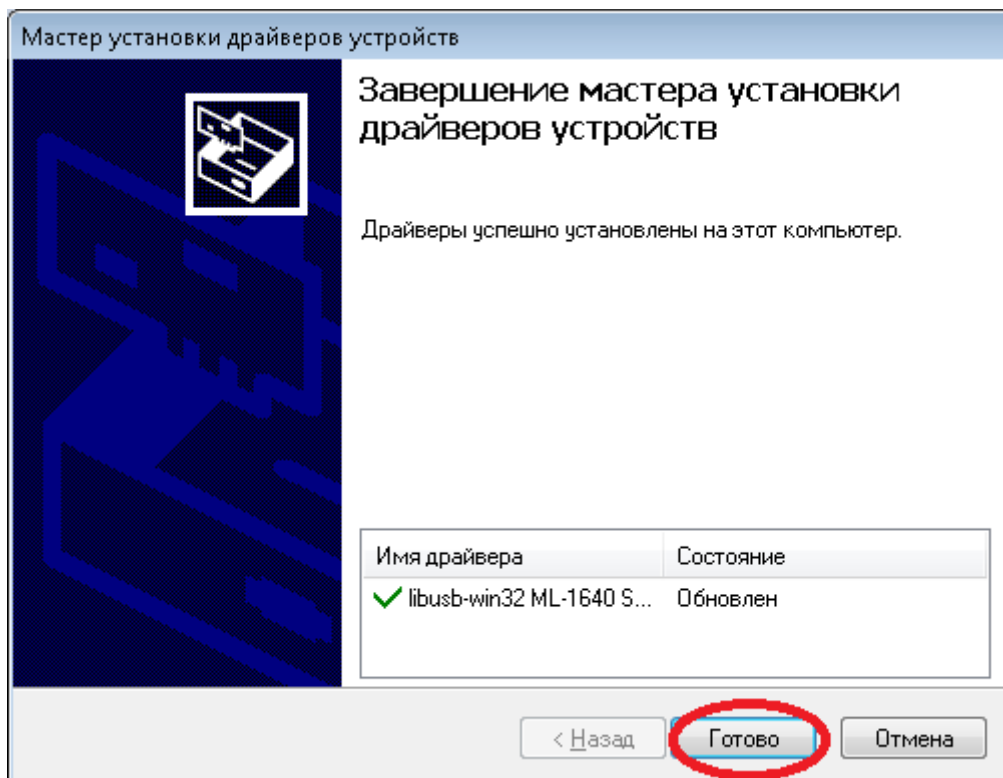 Мастер установки драйверов устройств
Завершение мастера установки
драйверов устройств
Драйверы успешно установлены на этот компьютер.
Имя драйвера Состояние
libusb-win32 ML-1640 S... Обновлен
< Назад Готово Отмена